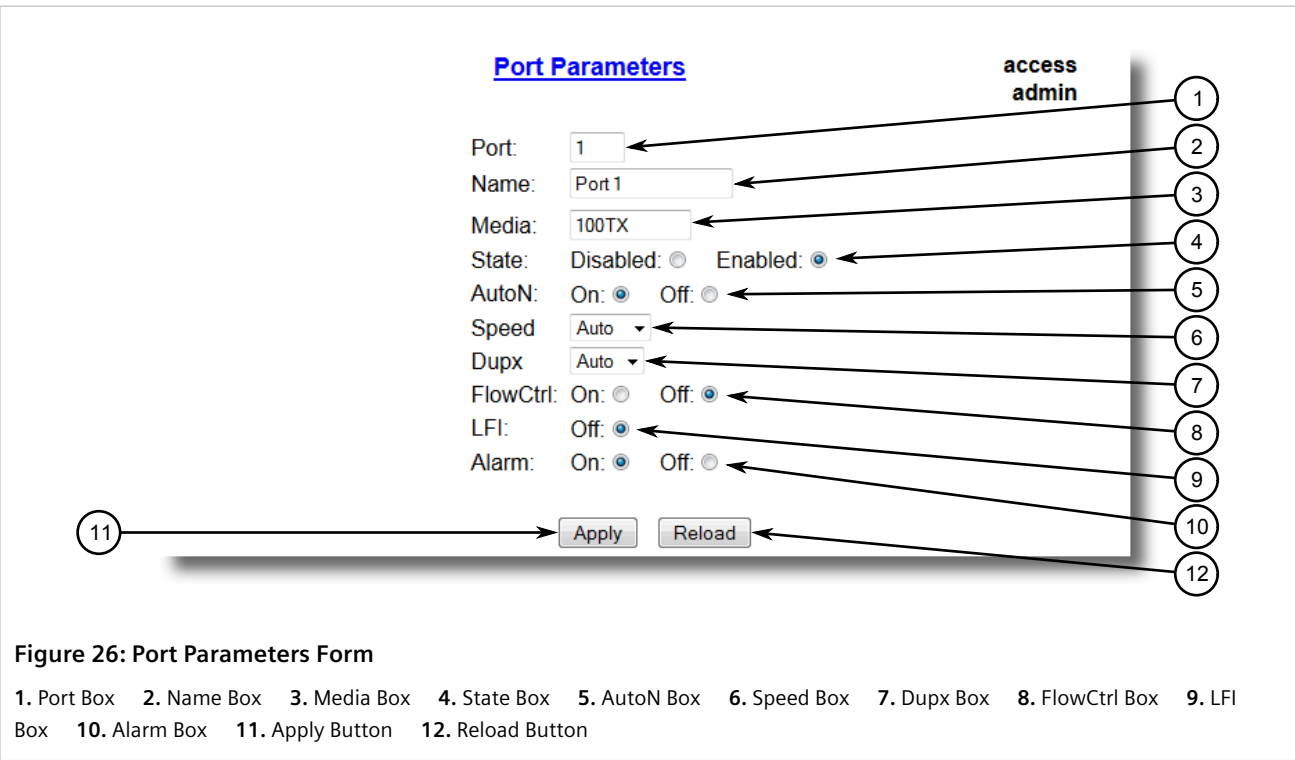 Port Parameters
access
admin
1
Port: 1
2
Name: Port 1
3
Media: 100TX
4
State: Disabled: Enabled:
5
AutoN: On: Off:
6
Speed Auto
7
Dupx Auto
8
FlowCtrl: On: Off:
9
LFI: Off:
10
Alarm: On: Off:
11
Apply Reload
12
Figure 26: Port Parameters Form
1. Port Box 2. Name Box 3. Media Box 4. State Box 5. AutoN Box 6. Speed Box 7. Dupx Box 8. FlowCtrl Box 9. LFI
Box 10. Alarm Box 11. Apply Button 12. Reload Button